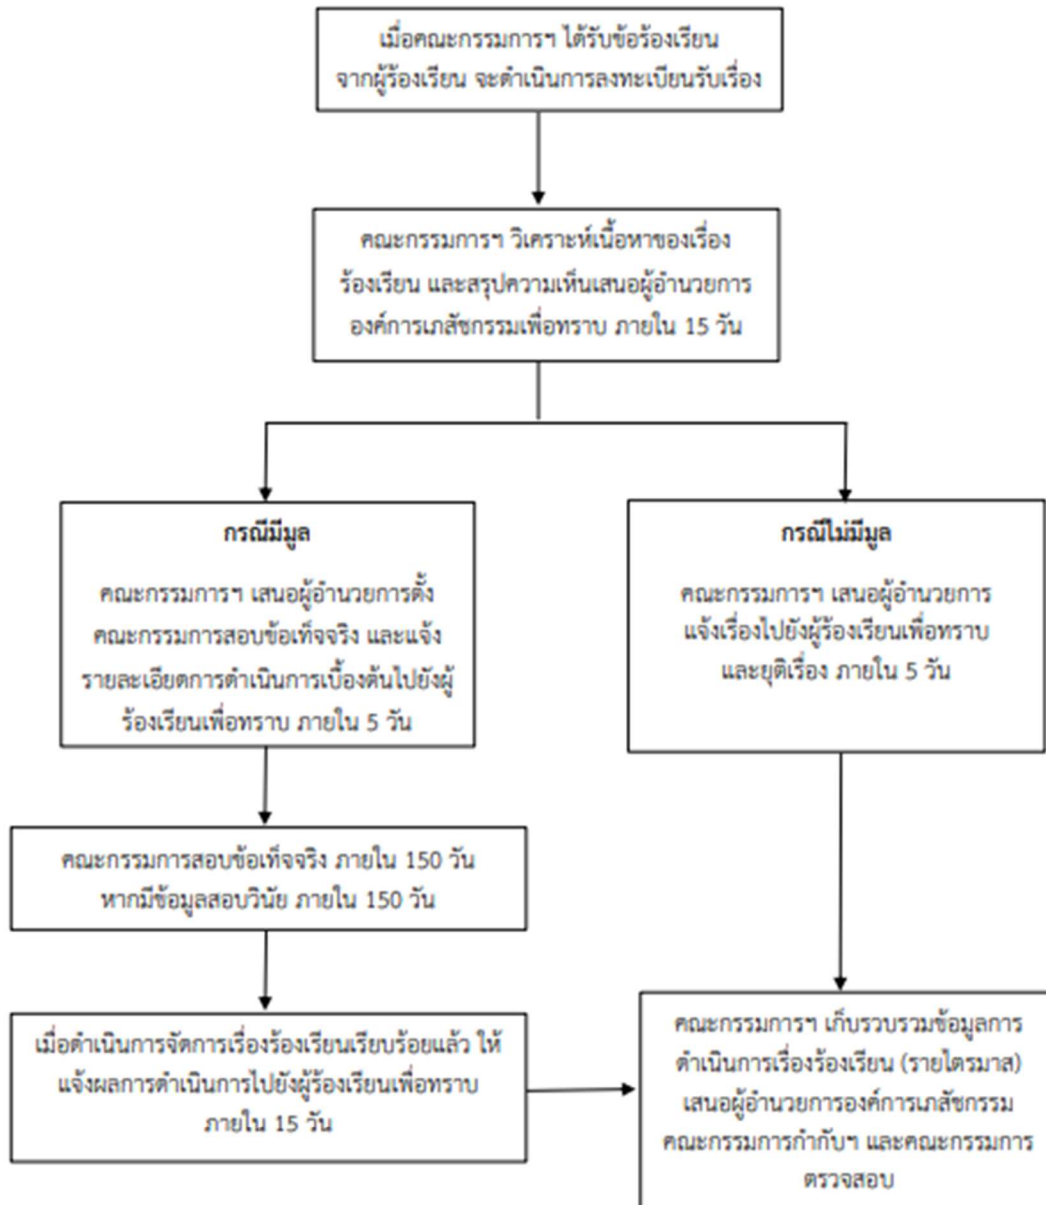 เมื่อคณะกรรมการฯ ได้รับข้อร้องเรียน
จากผู้ร้องเรียน จะดำเนินการลงทะเบียนรับเรื่อง
คณะกรรมการฯ วิเคราะห์เนื้อหาของเรื่อง
ร้องเรียน และสรุปความเห็นเสนอผู้อำนวยการ
องค์การเภสัชกรรมเพื่อทราบ ภายใน 15 วัน
กรณีมีมูล
คณะกรรมการฯ เสนอผู้อำนวยการตั้ง
คณะกรรมการสอบข้อเท็จจริง และแจ้ง
รายละเอียดการดำเนินการเบื้องต้นไปยังผู้
ร้องเรียนเพื่อทราบ ภายใน 5 วัน
กรณีไม่มีมูล
คณะกรรมการฯ เสนอผู้อำนวยการ
แจ้งเรื่องไปยังผู้ร้องเรียนเพื่อทราบ
และยุติเรื่อง ภายใน 5 วัน
คณะกรรมการสอบข้อเท็จจริง ภายใน 150 วัน
หากมีข้อมูลสอบวินัย ภายใน 150 วัน
เมื่อดำเนินการจัดการเรื่องร้องเรียนเรียบร้อยแล้ว ให้
แจ้งผลการดำเนินการไปยังผู้ร้องเรียนเพื่อทราบ
ภายใน 15 วัน
คณะกรรมการฯ เก็บรวบรวมข้อมูลการ
ดำเนินการเรื่องร้องเรียน (รายไตรมาส)
เสนอผู้อำนวยการองค์การเภสัชกรรม
คณะกรรมการกำกับฯ และคณะกรรมการ
ตรวจสอบ